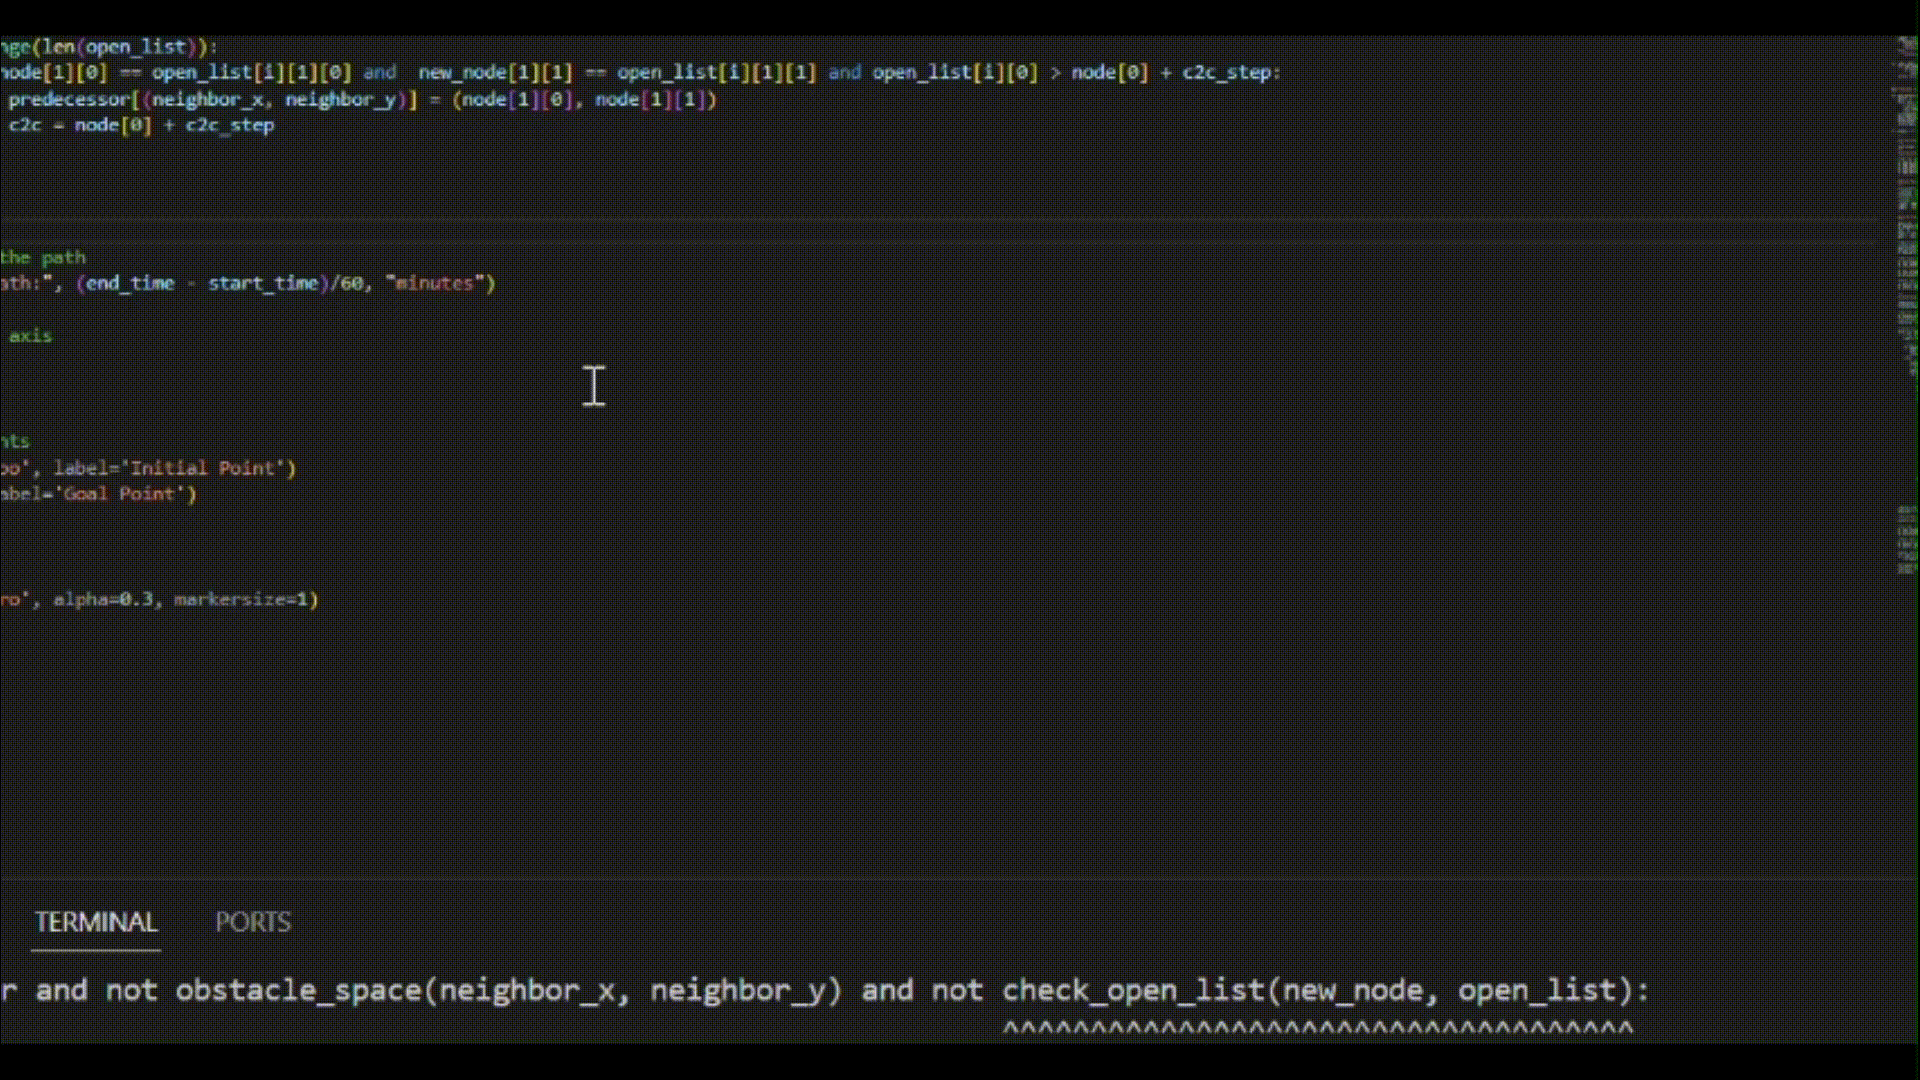 nge(len(open_list)):
node[1][0] == open_list[i][1][0] and  new_node[1][1] == open_list[i][1][1] and open_list[i][0] > node[0] + c2c_step:
predecessor[(neighbor_x, neighbor_y)] = (node[1][0], node[1][1])
c2c = node[0] + c2c_step
the path
ath:", (end_time - start_time)/60, "minutes")
axis
nts
oo', label='Initial Point')
abel='Goal Point')
ro', alpha=0.3, markersize=1)
TERMINAL PORTS
r and not obstacle_space(neighbor_x, neighbor_y) and not check_open_list(new_node, open_list):
^^^^^^^^^^^^^^^^^^^^^^^^^^^^^^^^^^^^